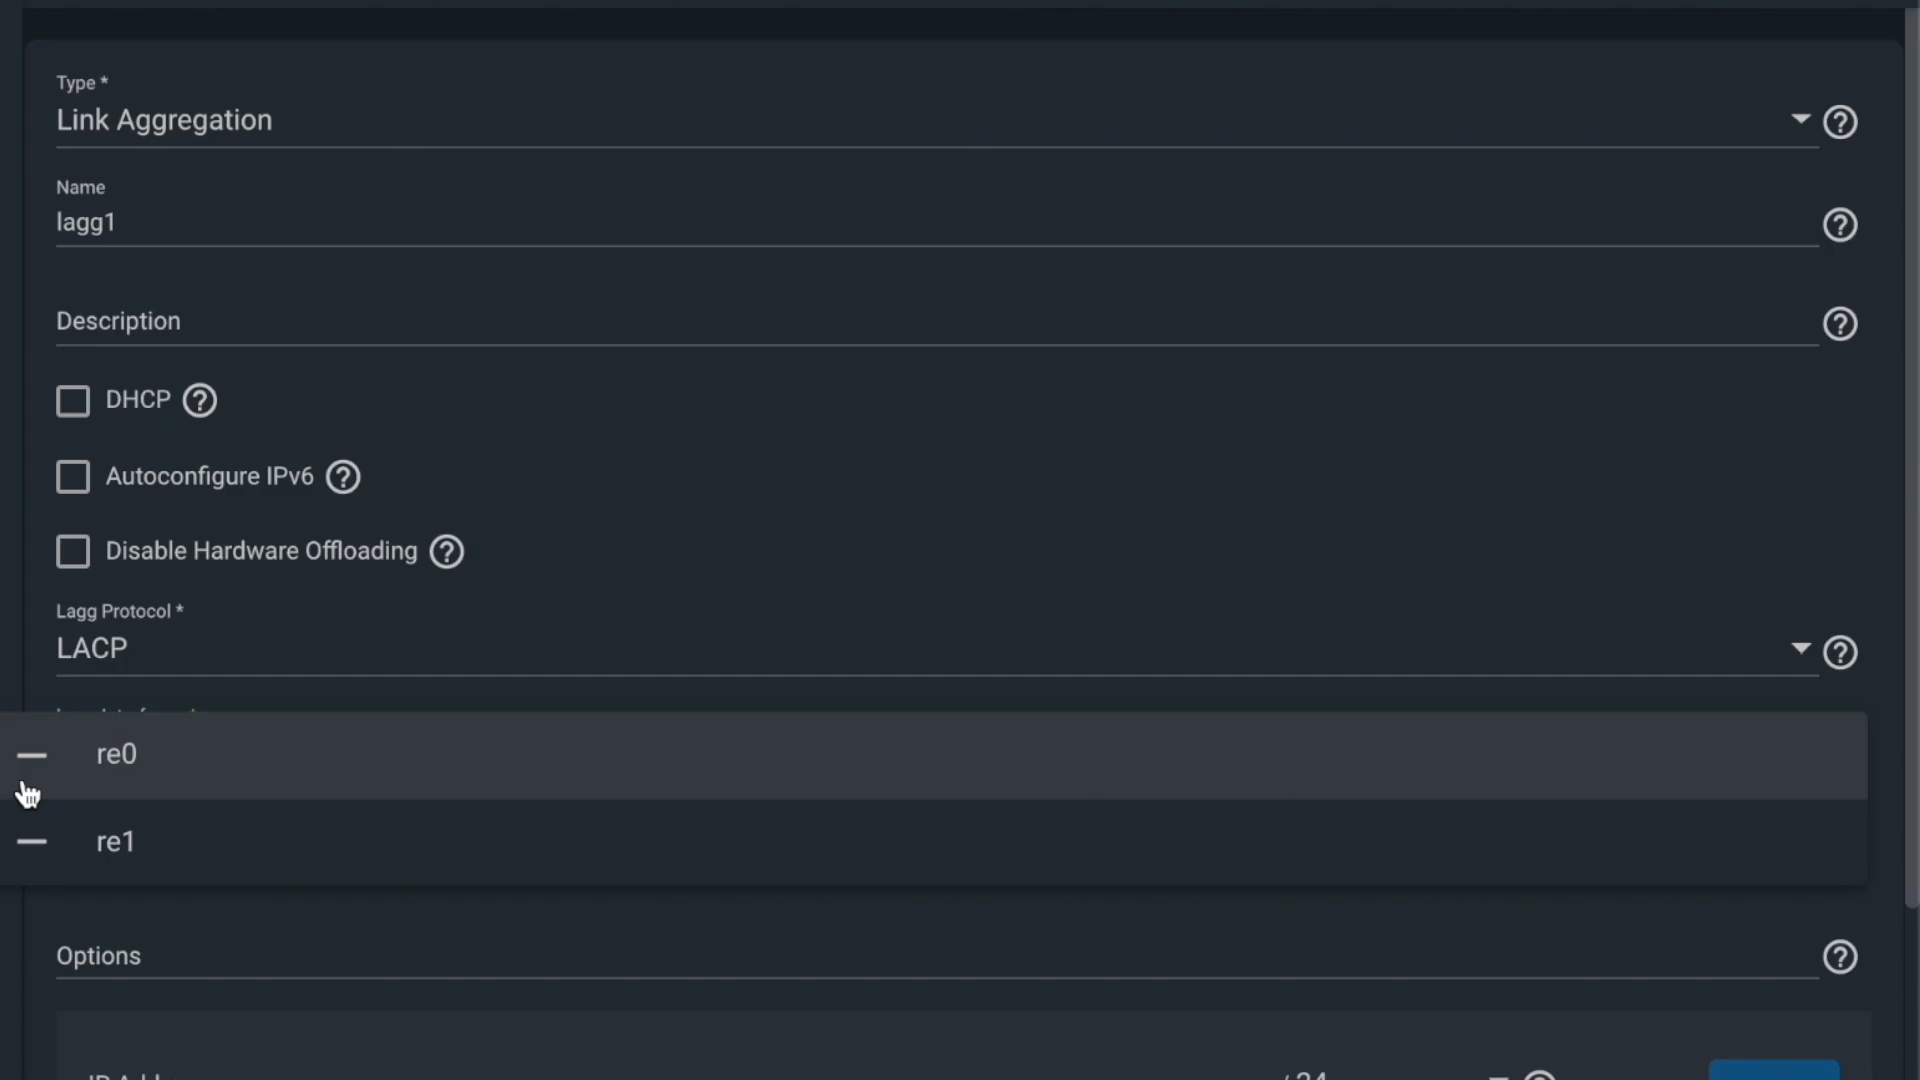 Type *
Link Aggregation
Name
lagg1
Description
DHCP
Autoconfigure IPv6
Disable Hardware Offloading
Lagg Protocol *
LACP
re0
re1
Options